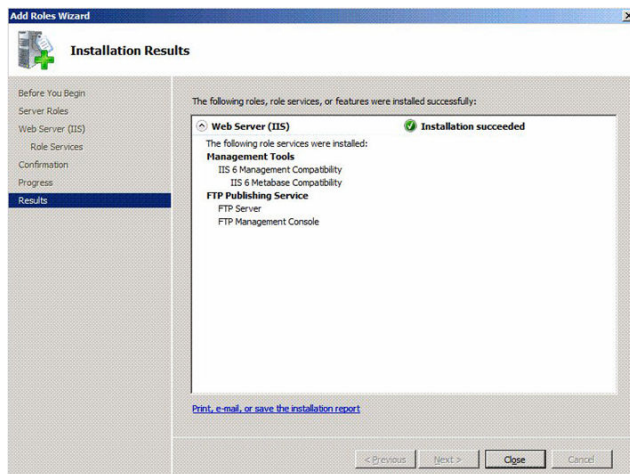 Add Roles Wizard
Installation Results
Before You Begin
Server Roles
Web Server (IIS)
Role Services
Confirmation
Progress
Results
The following roles, role services, or features were installed successfully:
Web Server (IIS) Installation succeeded
The following role services were installed:
Management Tools
IIS 6 Management Compatibility
IIS 6 Metabase Compatibility
FTP Publishing Service
FTP Server
FTP Management Console
Print, e-mail, or save the installation report
< Previous Next > Close Cancel